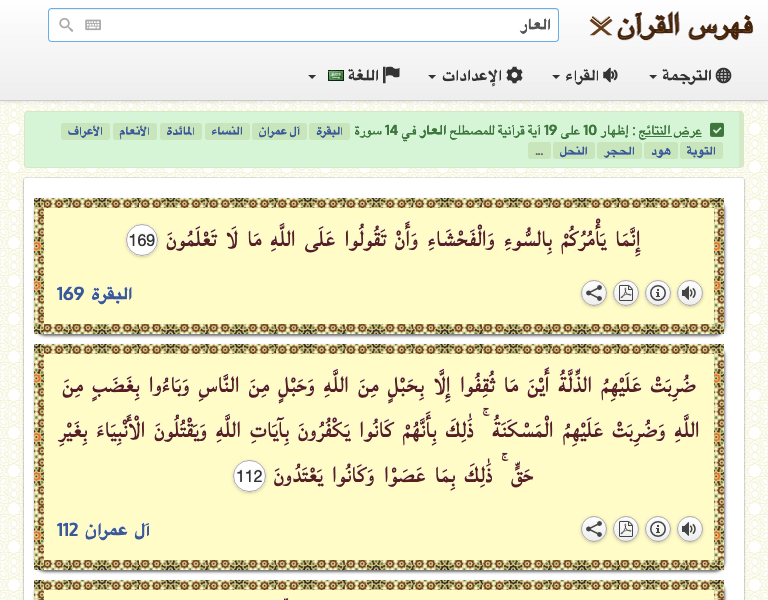 فهرس القرآن
العار
الترجمة القراء الإعدادات اللغة
عرض النتائج : إظهار 10 على 19 آية قرآنية للمصطلح العار في 14 سورة البقرة آل عمران النساء المائدة الأنعام الأعراف
التوبة هود الحجر النحل ...
إِنَّمَا يَأْمُرُكُمْ بِالسُّوءِ وَالْفَحْشَاءِ وَأَنْ تَقُولُوا عَلَى اللَّهِ مَا لَا تَعْلَمُونَ 169
البقرة 169
ضُرِبَتْ عَلَيْهِمُ الذِّلَّةُ أَيْنَ مَا ثُقِفُوا إِلَّا بِحَبْلٍ مِنَ اللَّهِ وَحَبْلٍ مِنَ النَّاسِ وَبَاءُوا بِغَضَبٍ مِنَ
اللَّهِ وَضُرِبَتْ عَلَيْهِمُ الْمَسْكَنَةُ ۚ ذَٰلِكَ بِأَنَّهُمْ كَانُوا يَكْفُرُونَ بِآيَاتِ اللَّهِ وَيَقْتُلُونَ الْأَنْبِيَاءَ بِغَيْرِ
حَقٍّ ۚ ذَٰلِكَ بِمَا عَصَوْا وَكَانُوا يَعْتَدُونَ 112
آل عمران 112